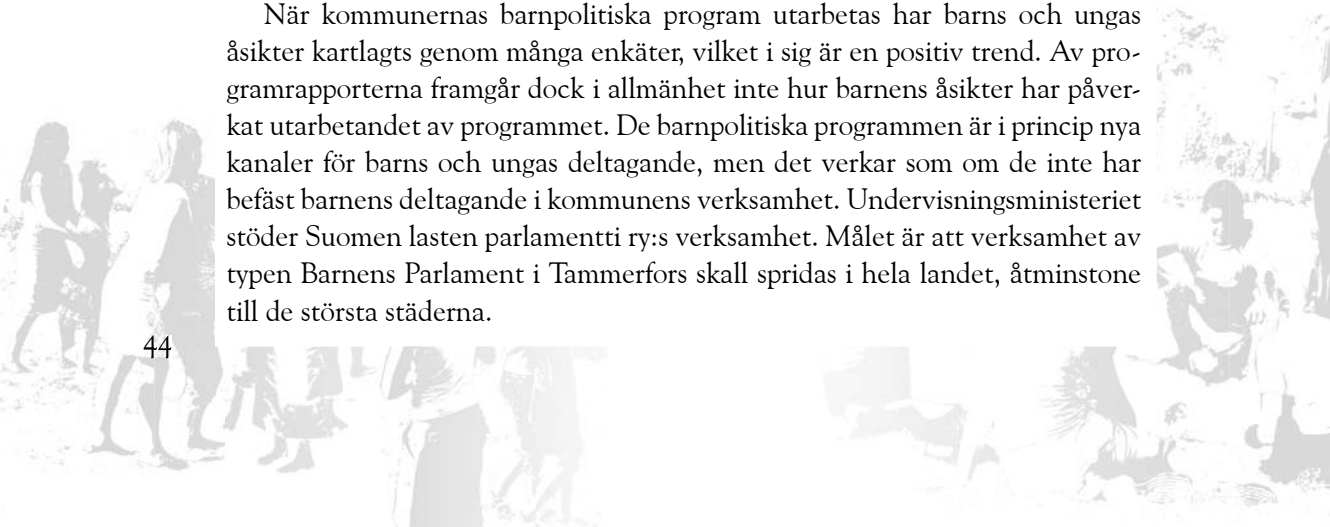 När kommunernas barnpolitiska program utarbetas har barns och ungas
åsikter kartlagts genom många enkäter, vilket i sig är en positiv trend. Av pro-
gramrapporterna framgår dock i allmänhet inte hur barnens åsikter har påver-
kat utarbetandet av programmet. De barnpolitiska programmen är i princip nya
kanaler för barns och ungas deltagande, men det verkar som om de inte har
befäst barnens deltagande i kommunens verksamhet. Undervisningsministeriet
stöder Suomen lasten parlamentti ry:s verksamhet. Målet är att verksamhet av
typen Barnens Parlament i Tammerfors skall spridas i hela landet, åtminstone
till de största städerna.
44